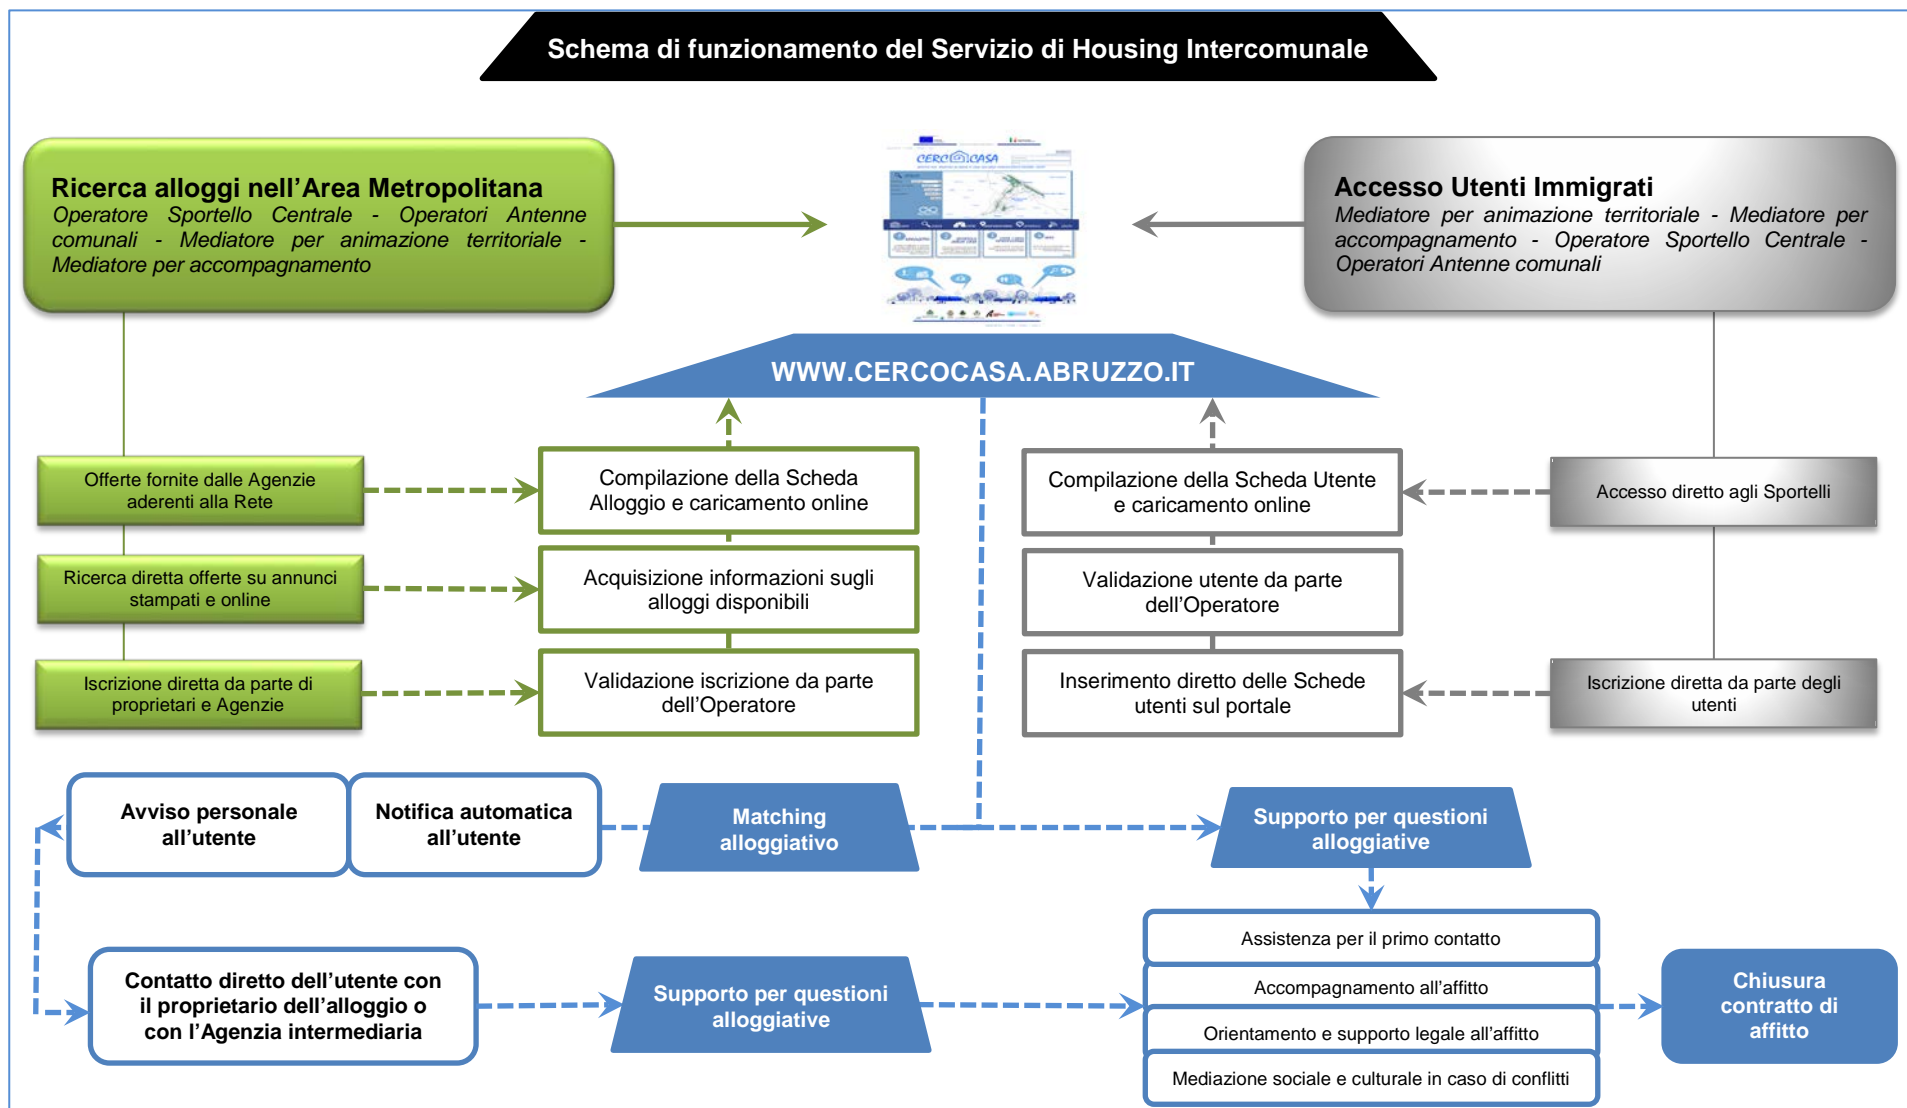 Schema di funzionamento del Servizio di Housing Intercomunale
Ricerca alloggi nell’Area Metropolitana
Operatore Sportello Centrale - Operatori Antenne
comunali - Mediatore per animazione territoriale -
Mediatore per accompagnamento
CERCOCASA
Accesso Utenti Immigrati
Mediatore per animazione territoriale - Mediatore per
accompagnamento - Operatore Sportello Centrale -
Operatori Antenne comunali
WWW.CERCOCASA.ABRUZZO.IT
Offerte fornite dalle Agenzie
aderenti alla Rete
Compilazione della Scheda
Alloggio e caricamento online
Compilazione della Scheda Utente
e caricamento online
Accesso diretto agli Sportelli
Ricerca diretta offerte su annunci
stampati e online
Acquisizione informazioni sugli
alloggi disponibili
Validazione utente da parte
dell’Operatore
Iscrizione diretta da parte di
proprietari e Agenzie
Validazione iscrizione da parte
dell’Operatore
Inserimento diretto delle Schede
utenti sul portale
Iscrizione diretta da parte degli
utenti
Avviso personale
all’utente
Notifica automatica
all’utente
Matching
alloggiativo
Supporto per questioni
alloggiative
Contatto diretto dell’utente con
il proprietario dell’alloggio o
con l’Agenzia intermediaria
Supporto per questioni
alloggiative
Assistenza per il primo contatto
Accompagnamento all’affitto
Orientamento e supporto legale all’affitto
Mediazione sociale e culturale in caso di conflitti
Chiusura
contratto di
affitto